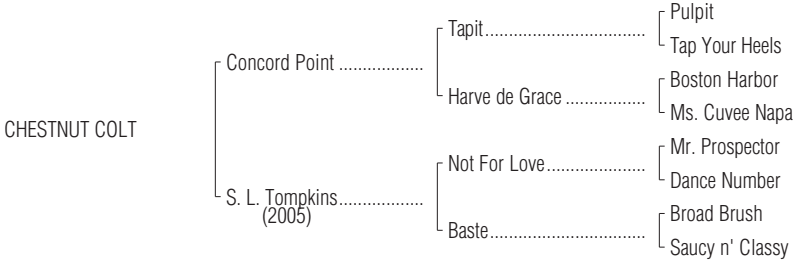 Pulpit
Tapit
Tap Your Heels
Concord Point
Boston Harbor
Harve de Grace
Ms. Cuvee Napa
CHESTNUT COLT
Mr. Prospector
Not For Love
Dance Number
S. L. Tompkins
(2005)
Broad Brush
Baste
Saucy n' Classy